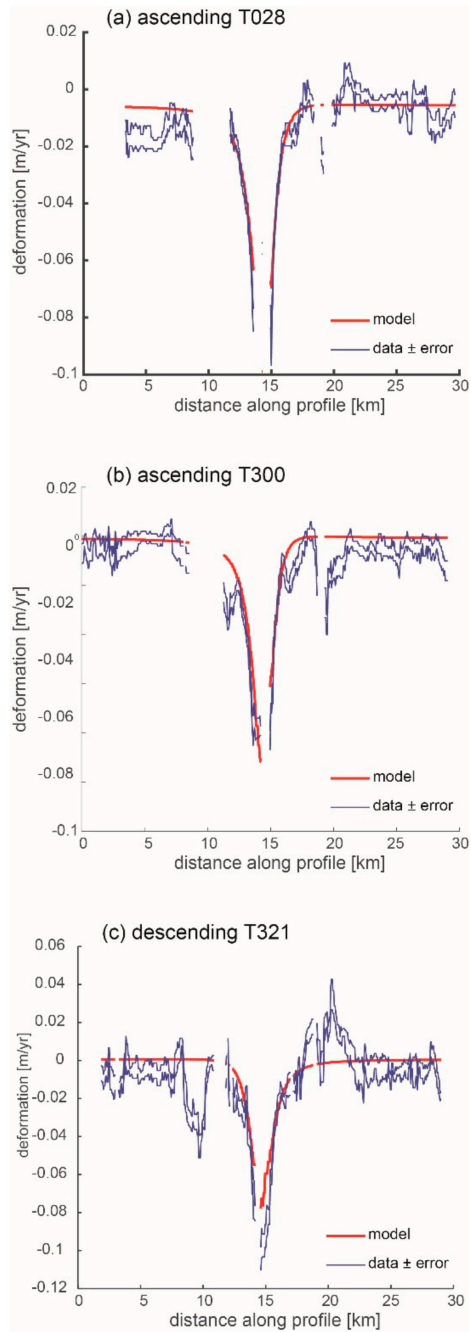 (a) ascending T028
0.02
0
-0.02
-0.04
-0.06
-0.08
-0.1
deformation [m/yr]
model
data ± error
0 5 10 15 20 25 30
distance along profile [km]
(b) ascending T300
0.02
0
0
-0.02
-0.04
-0.06
-0.08
-0.1
deformation [m/yr]
model
data ± error
0 5 10 15 20 25 30
distance along profile [km]
(c) descending T321
0.06
0.04
0.02
0
-0.02
-0.04
-0.06
-0.08
-0.1
-0.12
deformation [m/yr]
model
data ± error
0 5 10 15 20 25 30
distance along profile [km]